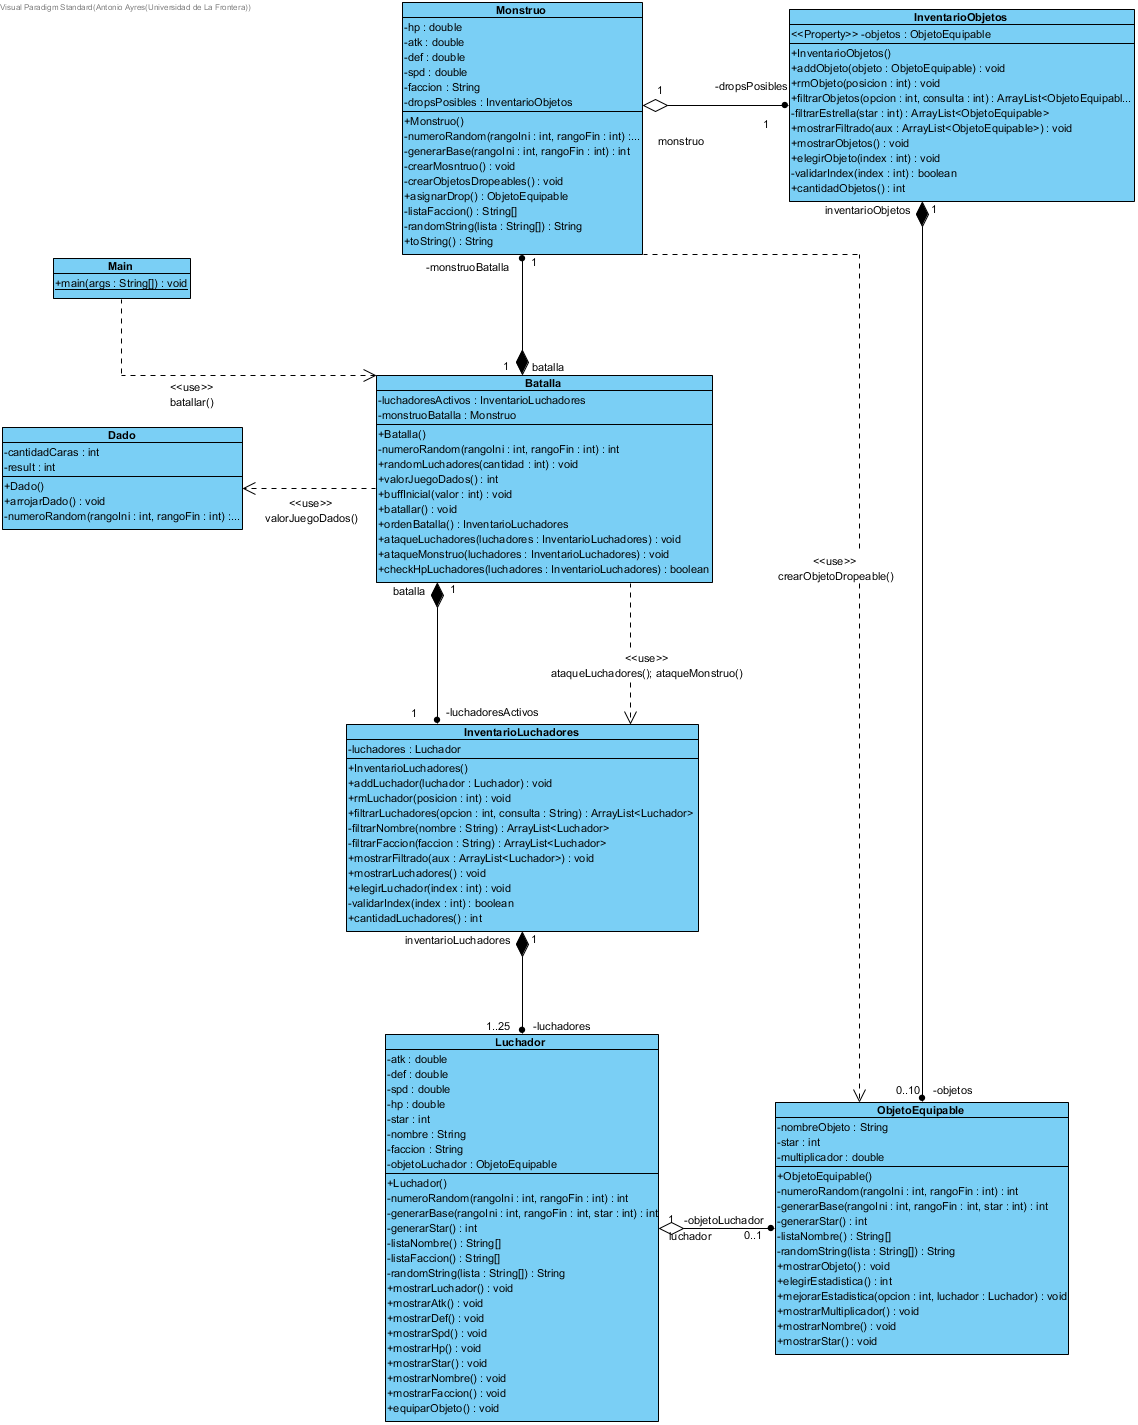 Visual Paradigm Standard(Antonio Ayres(Universidad de La Frontera))
Monstruo
-hp : double
-atk : double
-def : double
-spd : double
-faccion : String
-dropsPosibles : InventarioObjetos
+Monstruo()
-numeroRandom(rangoIni : int, rangoFin : int) :...
-generarBase(rangoIni : int, rangoFin : int) : int
-crearMosntruo() : void
-crearObjetosDropeables() : void
+asignarDrop() : ObjetoEquipable
-listaFaccion() : String[]
-randomString(lista : String[]) : String
+toString() : String
1
-dropsPosibles
1
monstruo
InventarioObjetos
<<Property>> -objetos : ObjetoEquipable
+InventarioObjetos()
+addObjeto(objeto : ObjetoEquipable) : void
+rmObjeto(posicion : int) : void
+filtrarObjetos(opcion : int, consulta : int) : ArrayList<ObjetoEquipabl...
-filtrarEstrella(star : int) : ArrayList<ObjetoEquipable>
+mostrarFiltrado(aux : ArrayList<ObjetoEquipable>) : void
+mostrarObjetos() : void
+elegirObjeto(index : int) : void
-validarIndex(index : int) : boolean
+cantidadObjetos() : int
inventarioObjetos
1
-monstruoBatalla
1
Main
+main(args : String[]) : void
<<use>>
batallar()
1
batalla
Batalla
-luchadoresActivos : InventarioLuchadores
-monstruoBatalla : Monstruo
+Batalla()
-numeroRandom(rangoIni : int, rangoFin : int) : int
+randomLuchadores(cantidad : int) : void
+valorJuegoDados() : int
+buffInicial(valor : int) : void
+batallar() : void
+ordenBatalla() : InventarioLuchadores
+ataqueLuchadores(luchadores : InventarioLuchadores) : void
+ataqueMonstruo(luchadores : InventarioLuchadores) : void
+checkHpLuchadores(luchadores : InventarioLuchadores) : boolean
Dado
-cantidadCaras : int
-result : int
+Dado()
+arrojarDado() : void
-numeroRandom(rangoIni : int, rangoFin : int) :...
<<use>>
valorJuegoDados()
<<use>>
crearObjetoDropeable()
batalla
1
<<use>>
ataqueLuchadores(); ataqueMonstruo()
1
-luchadoresActivos
InventarioLuchadores
-luchadores : Luchador
+InventarioLuchadores()
+addLuchador(luchador : Luchador) : void
+rmLuchador(posicion : int) : void
+filtrarLuchadores(opcion : int, consulta : String) : ArrayList<Luchador>
-filtrarNombre(nombre : String) : ArrayList<Luchador>
-filtrarFaccion(faccion : String) : ArrayList<Luchador>
+mostrarFiltrado(aux : ArrayList<Luchador>) : void
+mostrarLuchadores() : void
+elegirLuchador(index : int) : void
-validarIndex(index : int) : boolean
+cantidadLuchadores() : int
inventarioLuchadores
1
1..25
-luchadores
Luchador
-atk : double
-def : double
-spd : double
-hp : double
-star : int
-nombre : String
-faccion : String
-objetoLuchador : ObjetoEquipable
+Luchador()
-numeroRandom(rangoIni : int, rangoFin : int) : int
-generarBase(rangoIni : int, rangoFin : int, star : int) : int
-generarStar() : int
-listaNombre() : String[]
-listaFaccion() : String[]
-randomString(lista : String[]) : String
+mostrarLuchador() : void
+mostrarAtk() : void
+mostrarDef() : void
+mostrarSpd() : void
+mostrarHp() : void
+mostrarStar() : void
+mostrarNombre() : void
+mostrarFaccion() : void
+equiparObjeto() : void
1
-objetoLuchador
luchador
0..1
0..10
-objetos
ObjetoEquipable
-nombreObjeto : String
-star : int
-multiplicador : double
+ObjetoEquipable()
-numeroRandom(rangoIni : int, rangoFin : int) : int
-generarBase(rangoIni : int, rangoFin : int, star : int) : int
-generarStar() : int
-listaNombre() : String[]
-randomString(lista : String[]) : String
+mostrarObjeto() : void
+elegirEstadistica() : int
+mejorarEstadistica(opcion : int, luchador : Luchador) : void
+mostrarMultiplicador() : void
+mostrarNombre() : void
+mostrarStar() : void